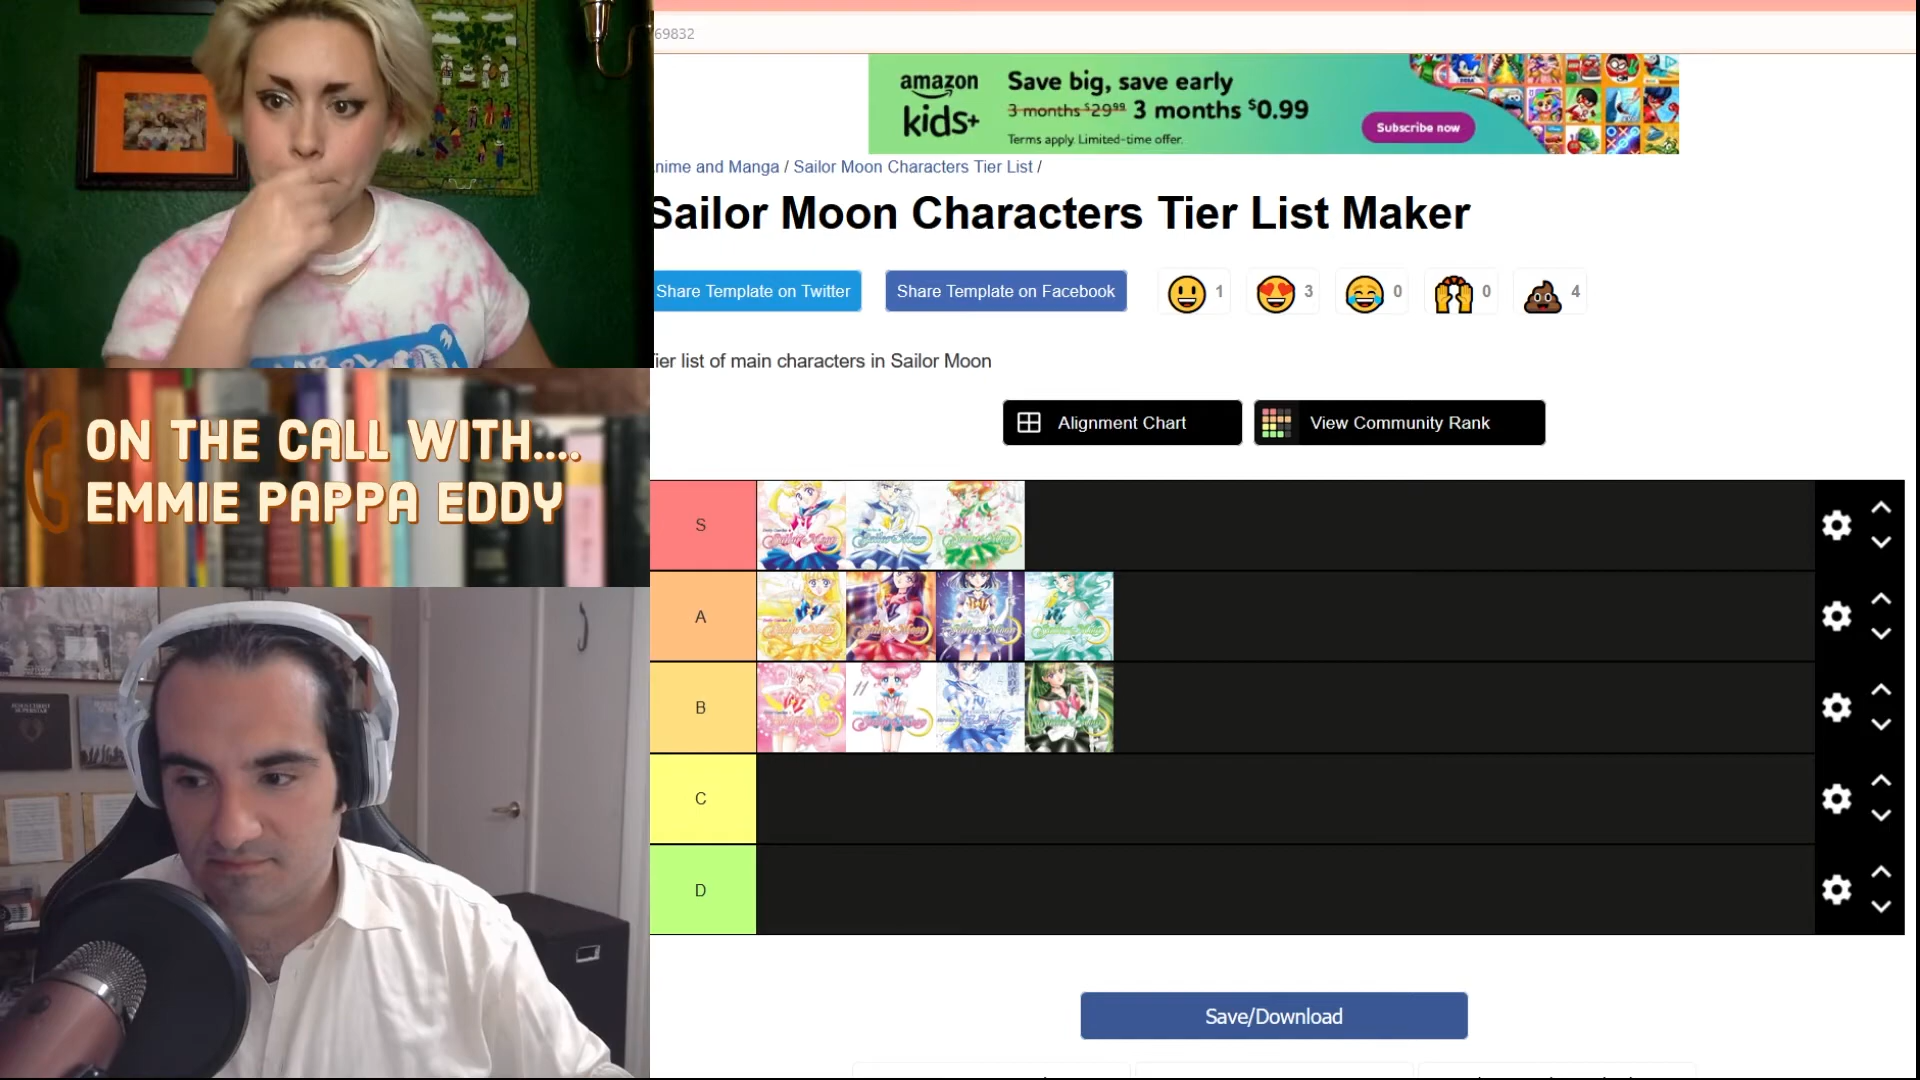 69832
amazon
kids+
Save big, save early
3 months $29.99 3 months $0.99
Terms apply. Limited-time offer.
Subscribe now
nime and Manga / Sailor Moon Characters Tier List /
Sailor Moon Characters Tier List Maker
Share Template on Twitter
Share Template on Facebook
1
3
0
0
4
ier list of main characters in Sailor Moon
Alignment Chart
View Community Rank
ON THE CALL WITH....
EMMIE PAPPA EDDY
S
A
B
C
D
Save/Download